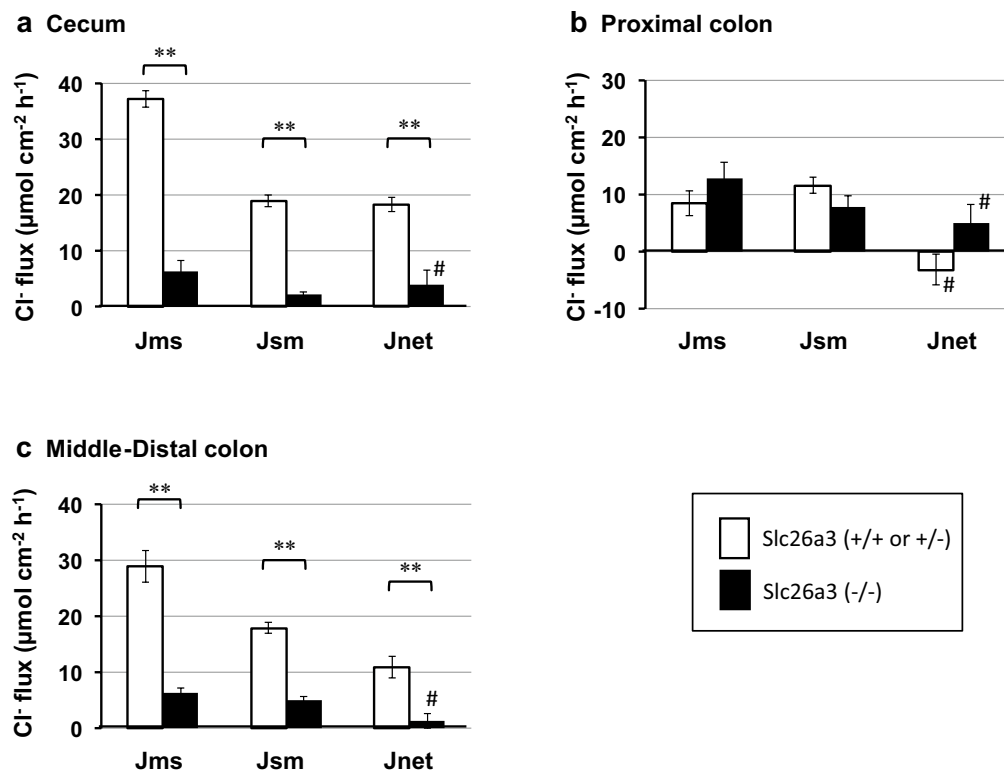 a Cecum
Cl⁻ flux (µmol cm⁻² h⁻¹)
40
30
20
10
0
**
**
**
#
Jms Jsm Jnet
b Proximal colon
Cl⁻ flux (µmol cm⁻² h⁻¹)
30
20
10
0
-10
#
#
Jms Jsm Jnet
c Middle-Distal colon
Cl⁻ flux (µmol cm⁻² h⁻¹)
40
30
20
10
0
**
**
**
#
Jms Jsm Jnet
Slc26a3 (+/+ or +/-)
Slc26a3 (-/-)